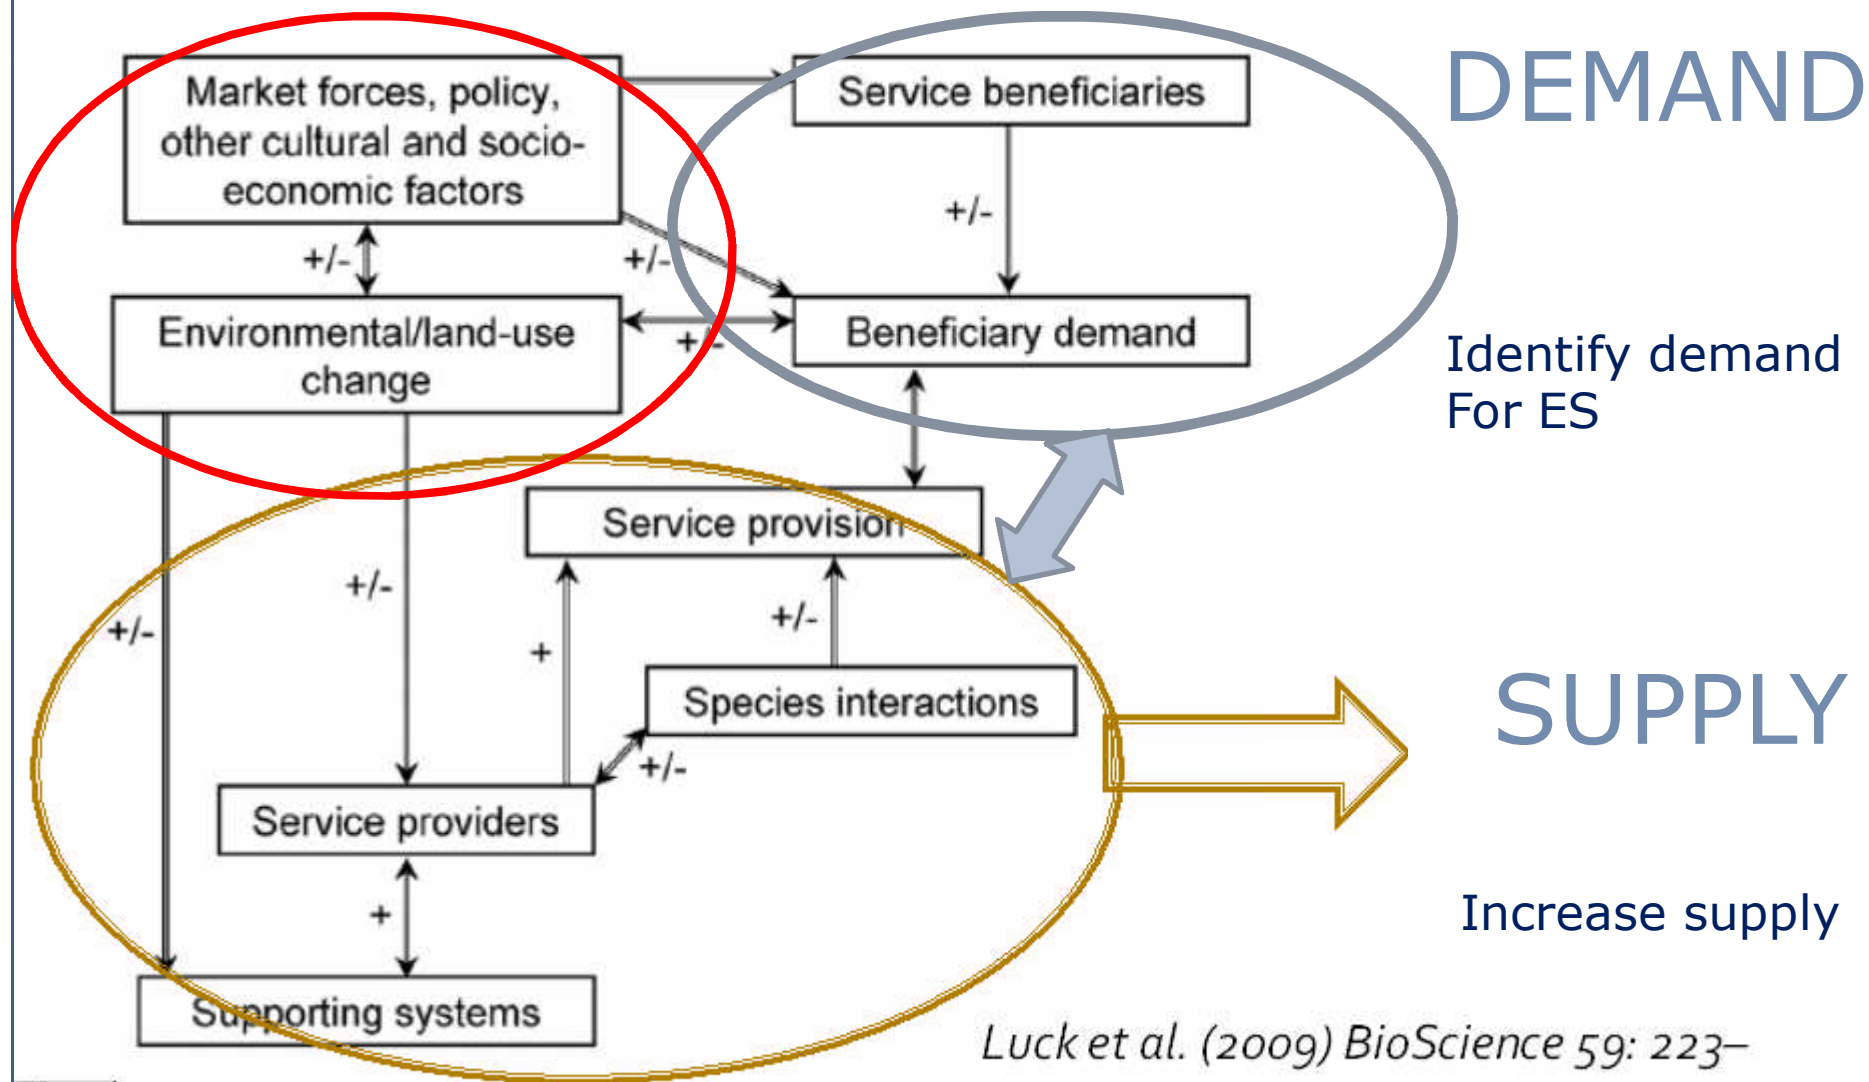 Market forces, policy,
other cultural and socio-
economic factors
Service beneficiaries
DEMAND
+/-
+/-
+/-
Environmental/land-use
change
+/-
Beneficiary demand
Identify demand
For ES
Service provision
+/-
+/-
+
+/-
Species interactions
SUPPLY
+/-
Service providers
+
Increase supply
Supporting systems
Luck et al. (2009) BioScience 59: 223–